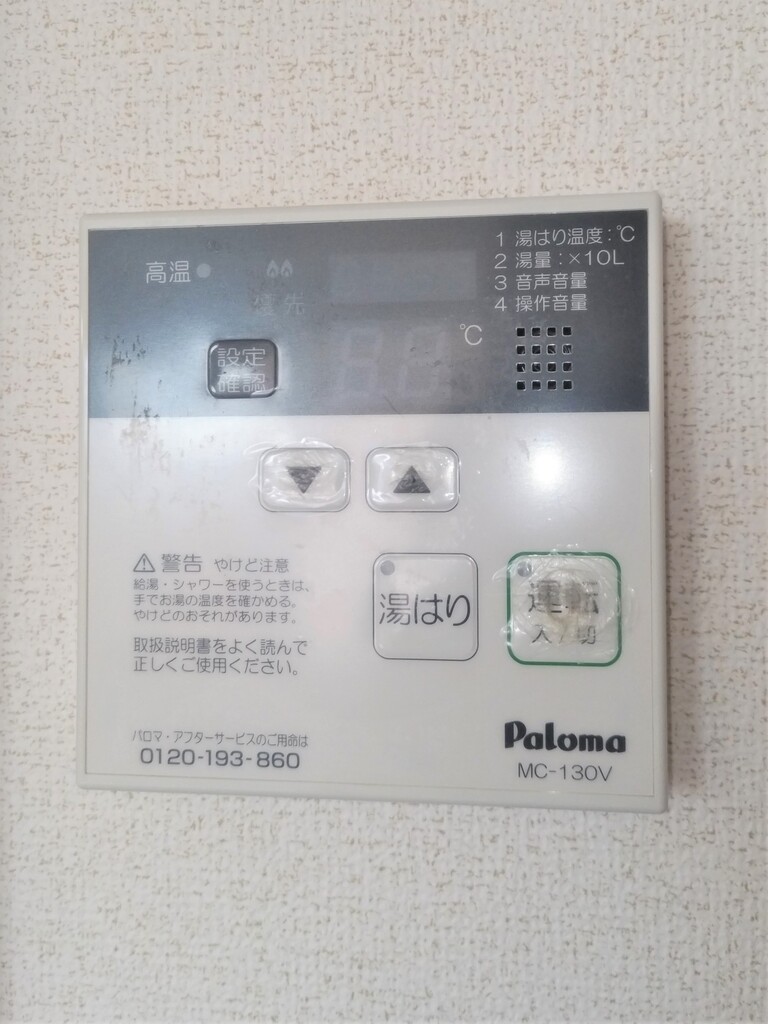 高温
優先
設定
確認
℃
1 湯はり温度:℃
2 湯量:×10L
3 音声音量
4 操作音量
▼
▲
⚠警告 やけど注意
給湯・シャワーを使うときは、
手でお湯の温度を確かめる。
やけどのおそれがあります。
取扱説明書をよく読んで
正しくご使用ください。
湯はり
運転
入/切
パロマ・アフターサービスのご用命は
0120-193-860
Paloma
MC-130V